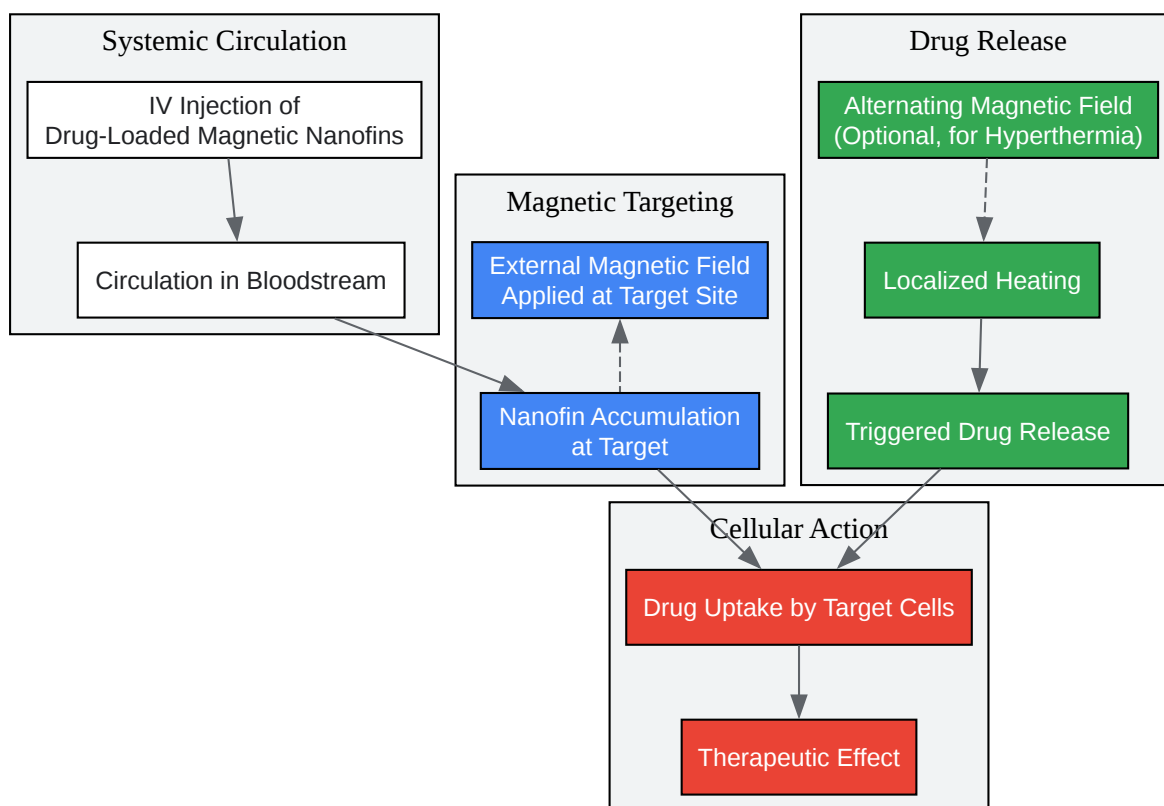 Systemic Circulation
IV Injection of
Drug-Loaded Magnetic Nanofins
Circulation in Bloodstream
Magnetic Targeting
External Magnetic Field
Applied at Target Site
Nanofin Accumulation
at Target
Drug Release
Alternating Magnetic Field
(Optional, for Hyperthermia)
Localized Heating
Triggered Drug Release
Cellular Action
Drug Uptake by Target Cells
Therapeutic Effect